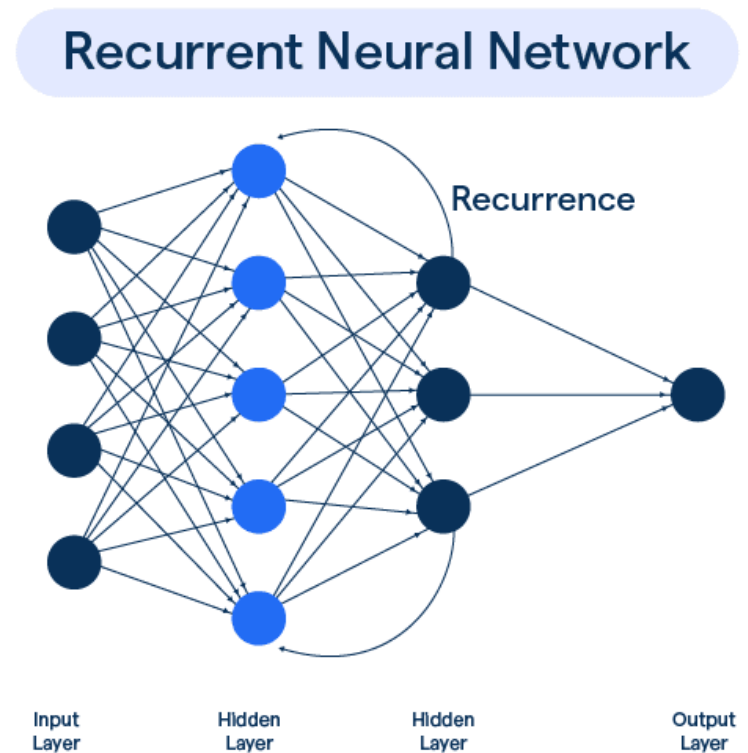 Recurrent Neural Network
Recurrence
Input
Layer
Hidden
Layer
Hidden
Layer
Output
Layer